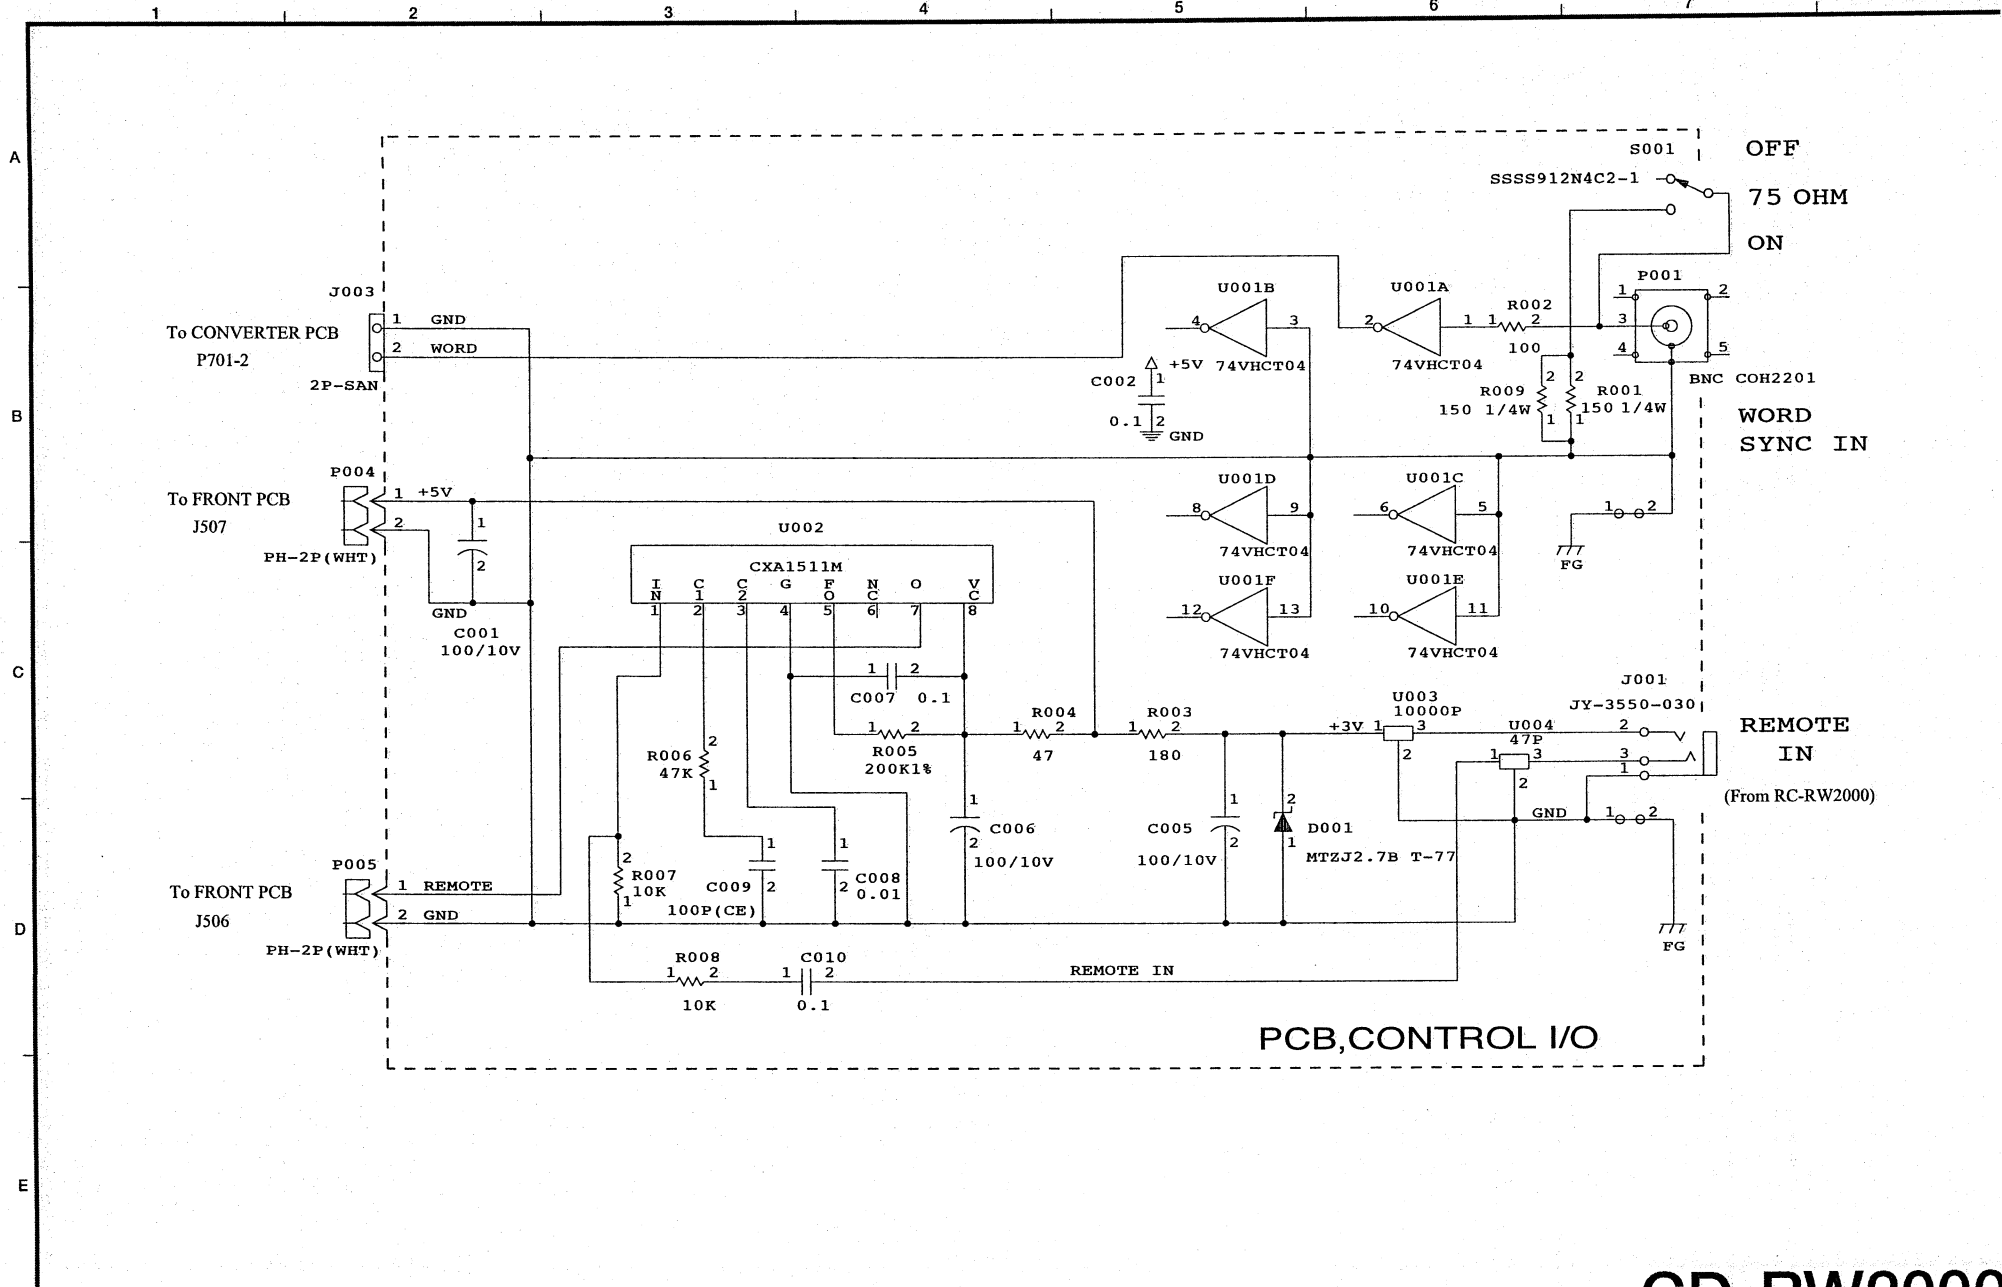 1 2 3 4 5 6 7
A
S001
OFF
SSSS912N4C2-1
75 OHM
ON
P001
1 2
3
4 5
BNC COH2201
J003
To CONVERTER PCB
P701-2
1 GND
2 WORD
2P-SAN
U001B
4 3
74VHCT04
U001A
2 1
74VHCT04
R002
1 2
100
C002
1
+5V
0.1 2
GND
R009
150 1/4W
2
1
R001
150 1/4W
2
1
B
WORD
SYNC IN
P004
To FRONT PCB
J507
1 +5V
2
PH-2P(WHT)
1
2
GND
C001
100/10V
U001D
8 9
74VHCT04
U001C
6 5
74VHCT04
1 2
FG
U001F
12 13
74VHCT04
U001E
10 11
74VHCT04
U002
CXA1511M
IN C1 C2 G FO NC O VC
1 2 3 4 5 6 7 8
C
1 2
C007 0.1
1 2
R005
200K1%
R004
1 2
47
R003
1 2
180
+3V
U003
10000P
1 3
2
U004
47P
1 3
2
J001
JY-3550-030
2
3
1
REMOTE
IN
(From RC-RW2000)
R006
47K
2
1
1
C006
2
100/10V
1
C005
2
100/10V
2
D001
1
MTZJ2.7B T-77
GND
1 2
FG
P005
To FRONT PCB
J506
1 REMOTE
2 GND
PH-2P(WHT)
2
R007
10K
1
1
C009
2
100P(CE)
1
C008
2
0.01
D
R008
1 2
10K
C010
1 2
0.1
REMOTE IN
PCB,CONTROL I/O
E